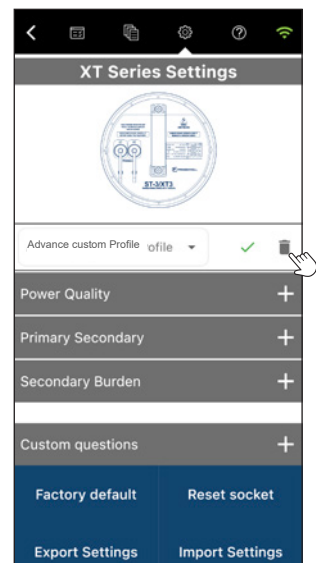 XT Series Settings
ST-3/XT3
Advance custom Profile ofile
Power Quality
Primary Secondary
Secondary Burden
Custom questions
Factory default
Reset socket
Export Settings
Import Settings